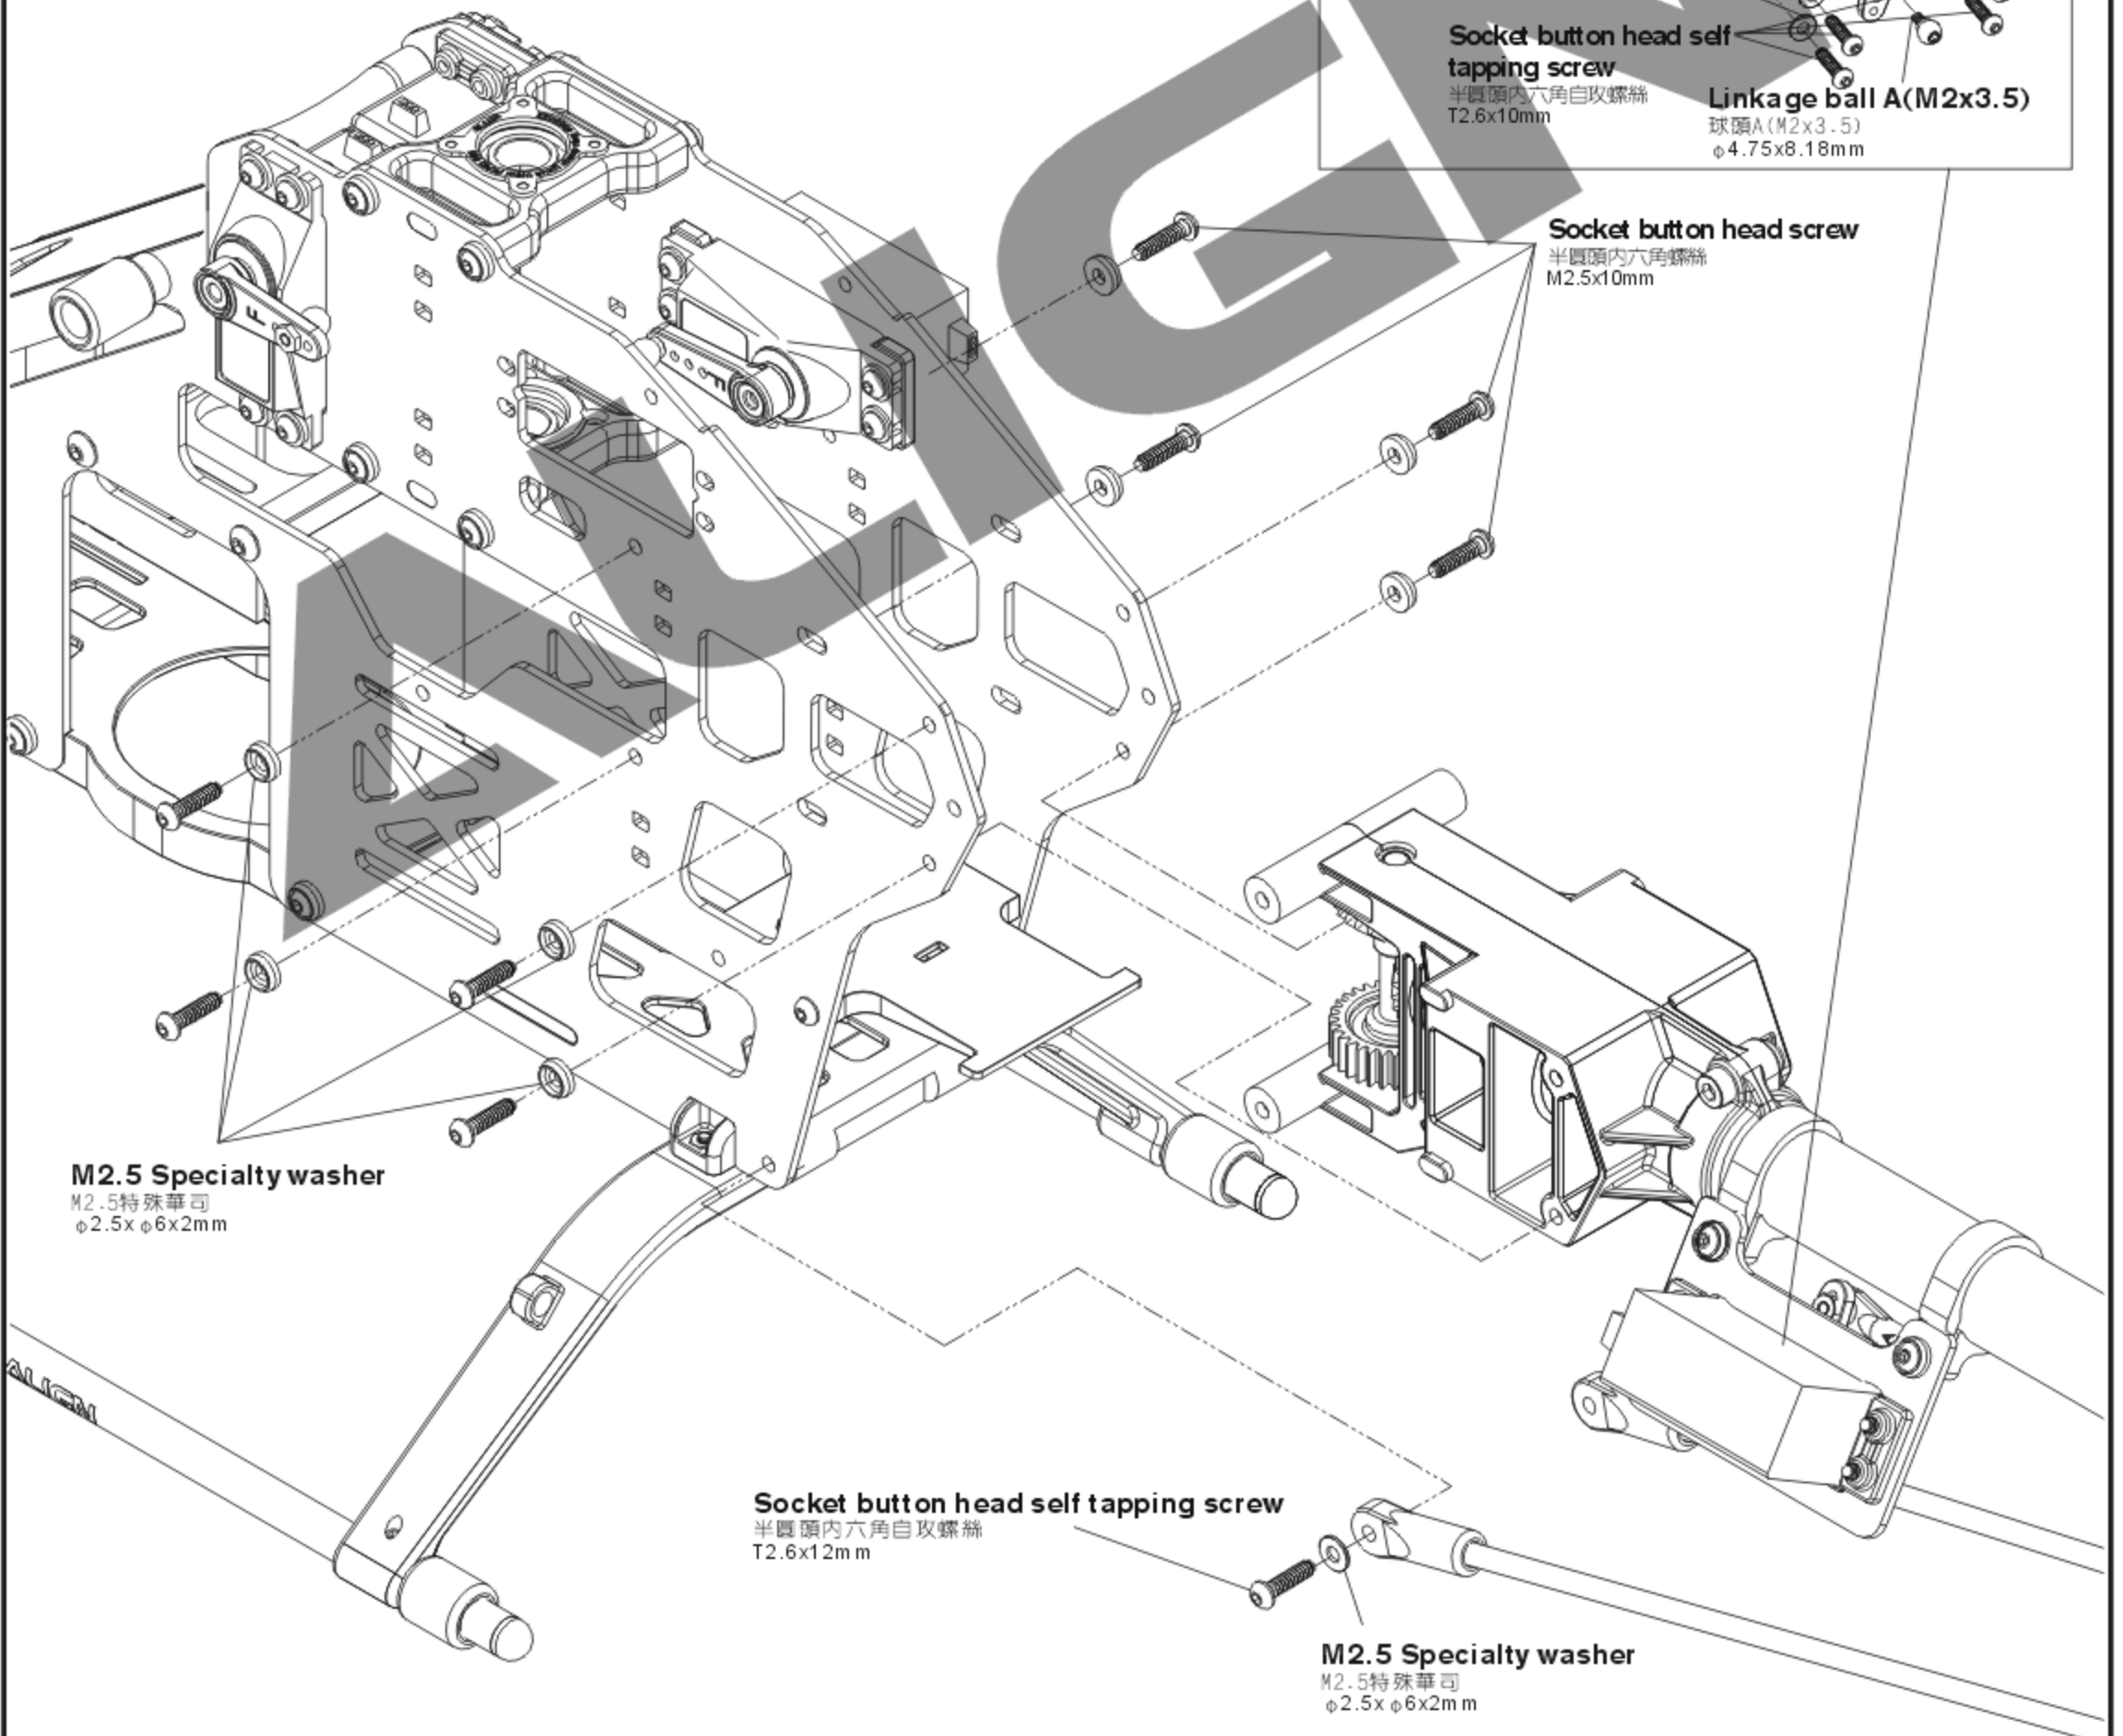 Socket button head self
tapping screw
半圓頭内六角自攻螺絲
T2.6x10mm
Linkage ball A(M2x3.5)
球頭A(M2x3.5)
φ4.75x8.18mm
Socket button head screw
半圓頭内六角螺絲
M2.5x10mm
ALIGN
M2.5 Specialty washer
M2.5特殊華司
φ2.5xφ6x2mm
ALIGN
Socket button head self tapping screw
半圓頭内六角自攻螺絲
T2.6x12mm
M2.5 Specialty washer
M2.5特殊華司
φ2.5xφ6x2mm